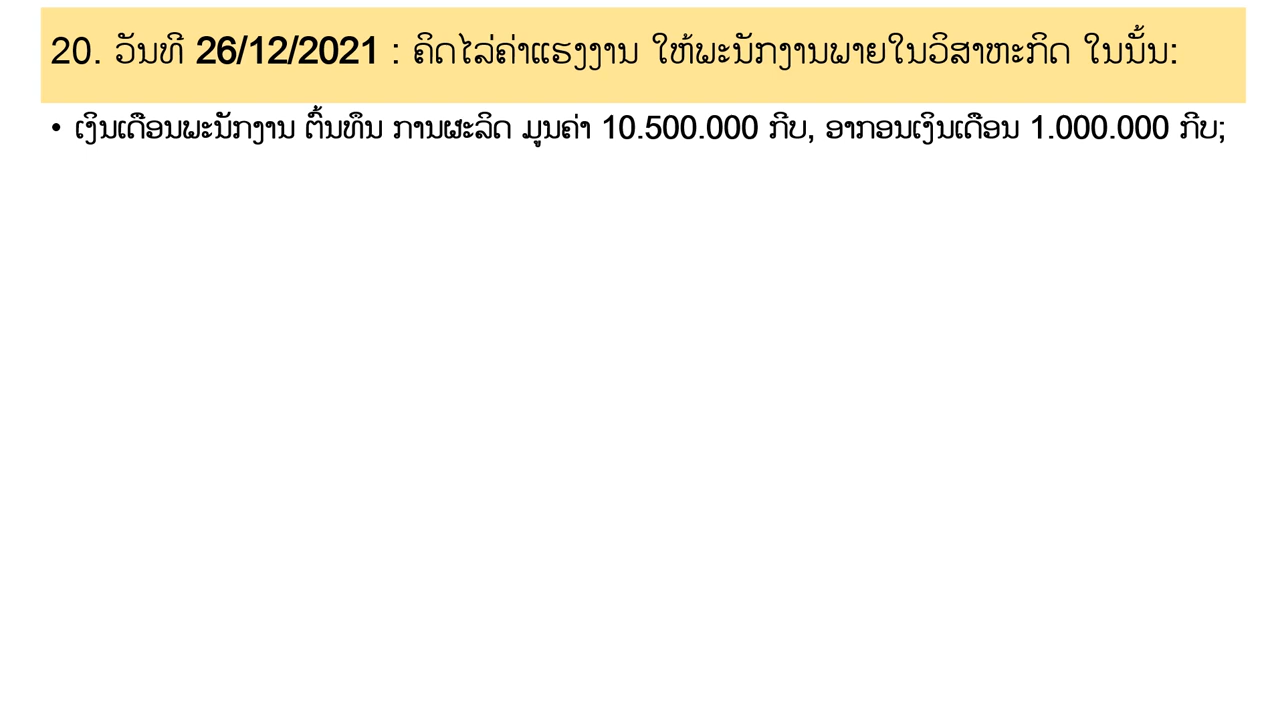 20. ວັນທີ 26/12/2021 : ຄິດໄລ່ຄ່າແຮງງານ ໃຫ້ພະນັກງານພາຍໃນວິສາຫະກິດ ໃນນັ້ນ:
• ເງິນເດືອນພະນັກງານ ຕົ້ນທຶນ ການຜະລິດ ມູນຄ່າ 10.500.000 ກີບ, ອາກອນເງິນເດືອນ 1.000.000 ກີບ;